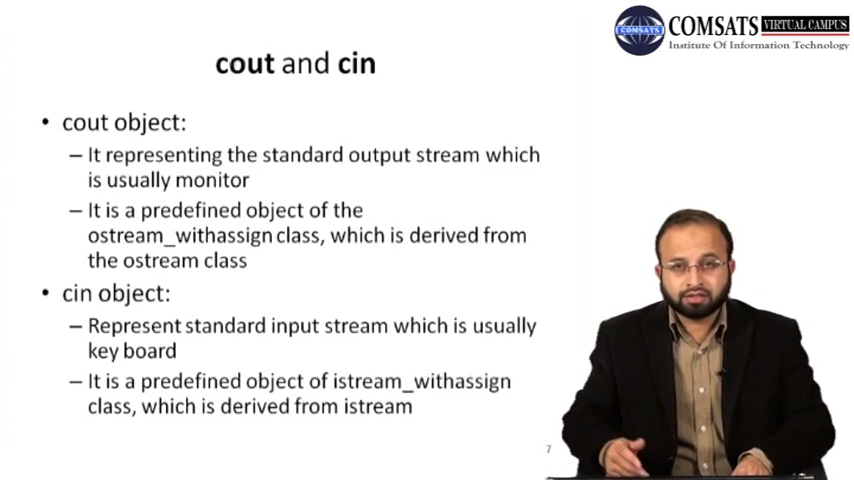 COMSATS
COMSATS VIRTUAL CAMPUS
Institute Of Information Technology
cout and cin
• cout object:
– It representing the standard output stream which
is usually monitor
– It is a predefined object of the
ostream_withassign class, which is derived from
the ostream class
• cin object:
– Represent standard input stream which is usually
key board
– It is a predefined object of istream_withassign
class, which is derived from istream
7